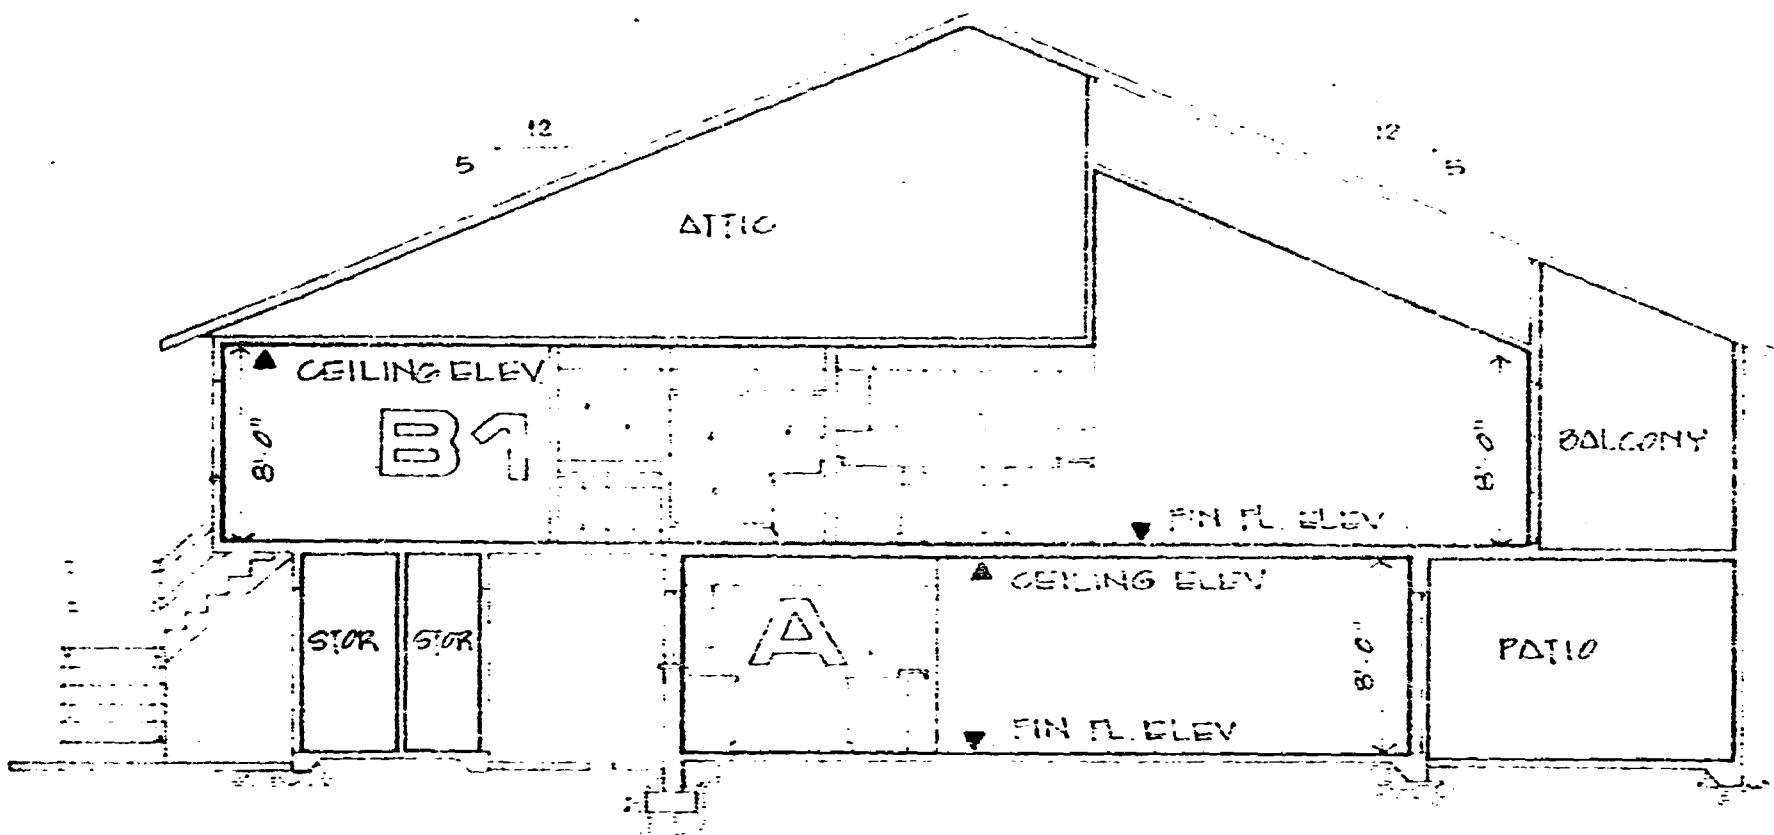 12
5
12
5
ATTIC
CEILING ELEV
B1
8'-0"
8'-0"
BALCONY
FIN FL. ELEV
CEILING ELEV
STOR
STOR
A
8'-0"
PATIO
FIN FL. ELEV